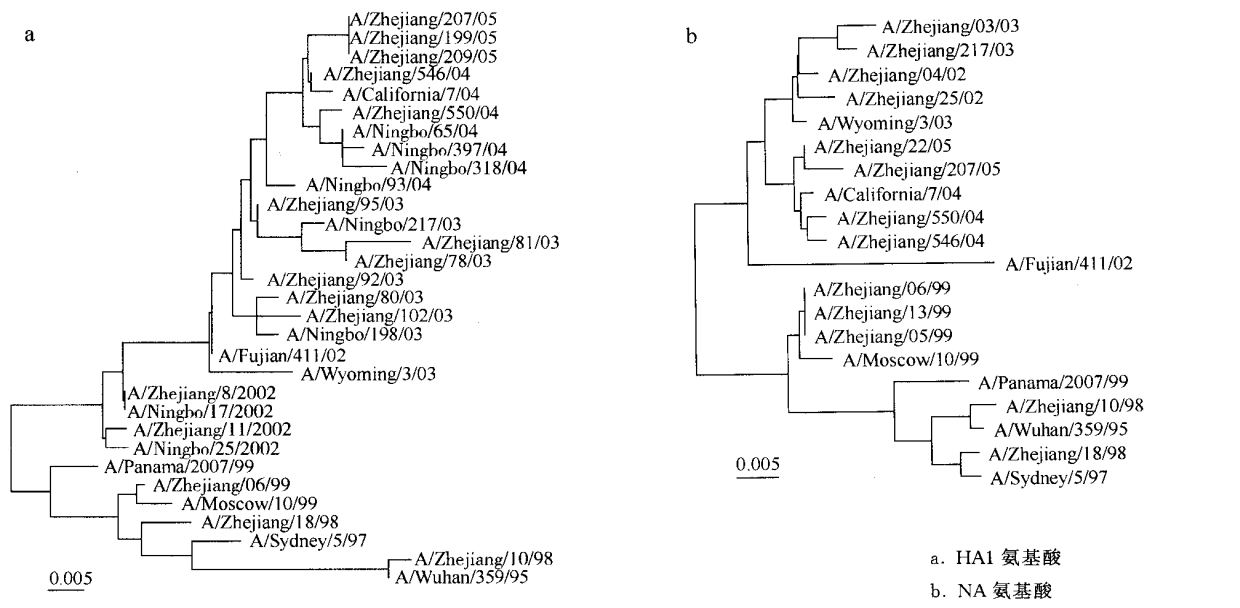 a
A/Zhejiang/207/05
A/Zhejiang/199/05
A/Zhejiang/209/05
A/Zhejiang/546/04
A/California/7/04
A/Zhejiang/550/04
A/Ningbo/65/04
A/Ningbo/397/04
A/Ningbo/318/04
A/Ningbo/93/04
A/Zhejiang/95/03
A/Ningbo/217/03
A/Zhejiang/81/03
A/Zhejiang/78/03
A/Zhejiang/92/03
A/Zhejiang/80/03
A/Zhejiang/102/03
A/Ningbo/198/03
A/Fujian/411/02
A/Wyoming/3/03
A/Zhejiang/8/2002
A/Ningbo/17/2002
A/Zhejiang/11/2002
A/Ningbo/25/2002
A/Panama/2007/99
A/Zhejiang/06/99
A/Moscow/10/99
A/Zhejiang/18/98
A/Sydney/5/97
A/Zhejiang/10/98
A/Wuhan/359/95
0.005
b
A/Zhejiang/03/03
A/Zhejiang/217/03
A/Zhejiang/04/02
A/Zhejiang/25/02
A/Wyoming/3/03
A/Zhejiang/22/05
A/Zhejiang/207/05
A/California/7/04
A/Zhejiang/550/04
A/Zhejiang/546/04
A/Fujian/411/02
A/Zhejiang/06/99
A/Zhejiang/13/99
A/Zhejiang/05/99
A/Moscow/10/99
A/Panama/2007/99
A/Zhejiang/10/98
A/Wuhan/359/95
A/Zhejiang/18/98
A/Sydney/5/97
0.005
a. HA1 氨基酸
b. NA 氨基酸